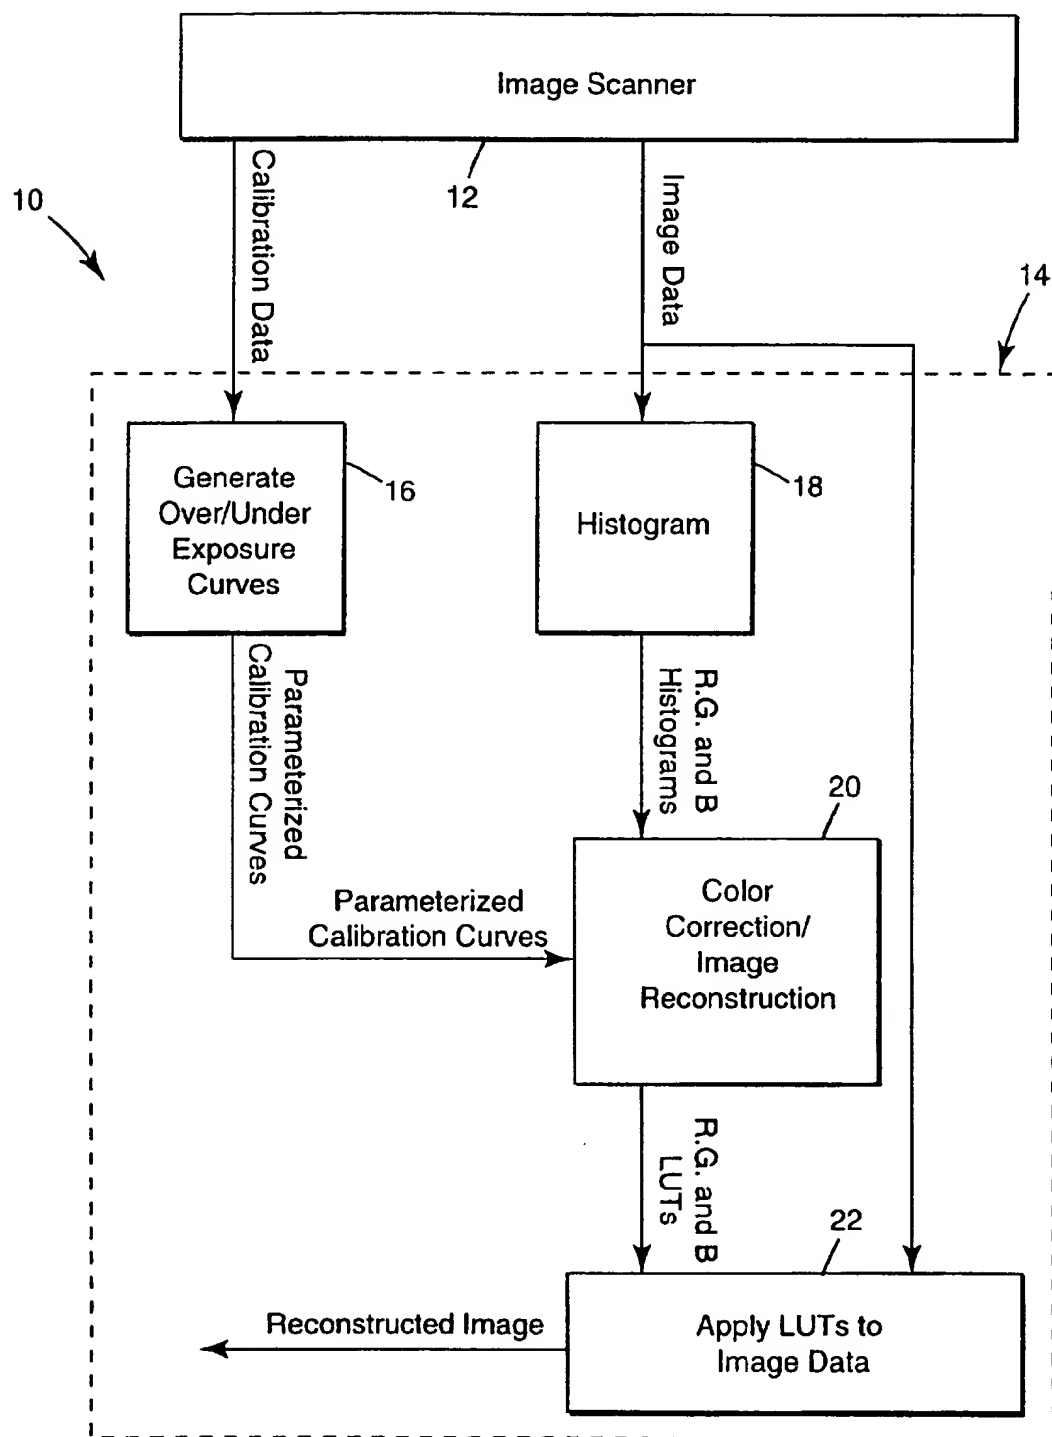 Image Scanner
12
10
Calibration Data
Image Data
14
Generate
Over/Under
Exposure
Curves
16
Histogram
18
Parameterized
Calibration Curves
R.G. and B
Histograms
20
Parameterized
Calibration Curves
Color
Correction/
Image
Reconstruction
R.G. and B
LUTs
22
Reconstructed Image
Apply LUTs to
Image Data